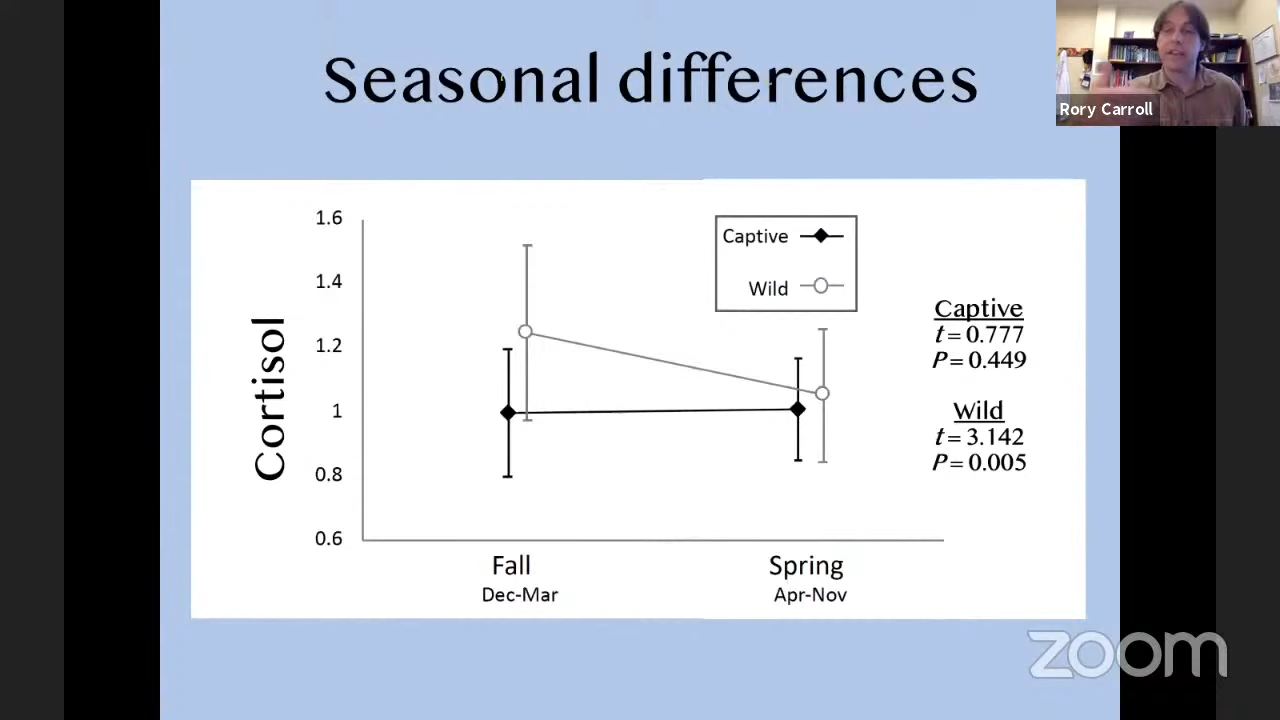 Seasonal differences
Rory Carroll
Cortisol
1.6
1.4
1.2
1
0.8
0.6
Captive
Wild
Captive
t = 0.777
P = 0.449
Wild
t = 3.142
P = 0.005
Fall
Dec-Mar
Spring
Apr-Nov
zoom